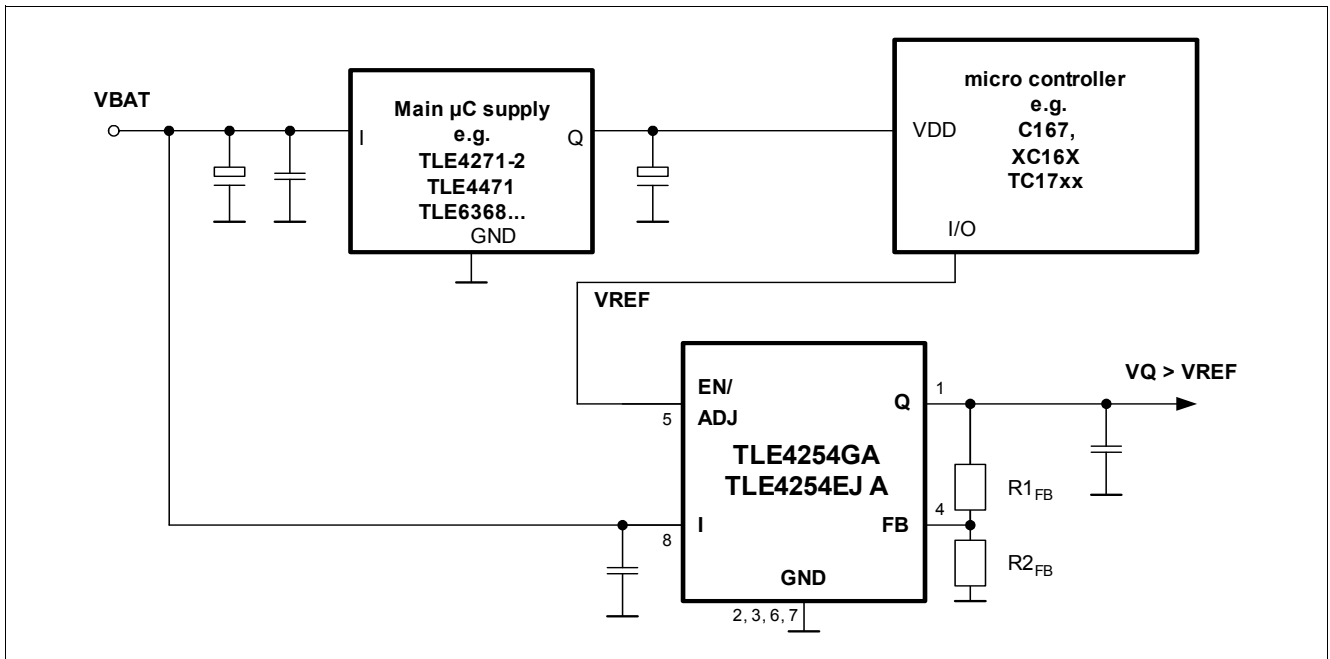 VBAT
I
Main µC supply
e.g.
TLE4271-2
TLE4471
TLE6368...
GND
Q
micro controller
e.g.
C167,
XC16X
TC17xx
VDD
I/O
VREF
EN/
ADJ
5
Q
1
VQ > VREF
TLE4254GA
TLE4254EJ A
R1FB
I
8
FB
4
R2FB
GND
2, 3, 6, 7